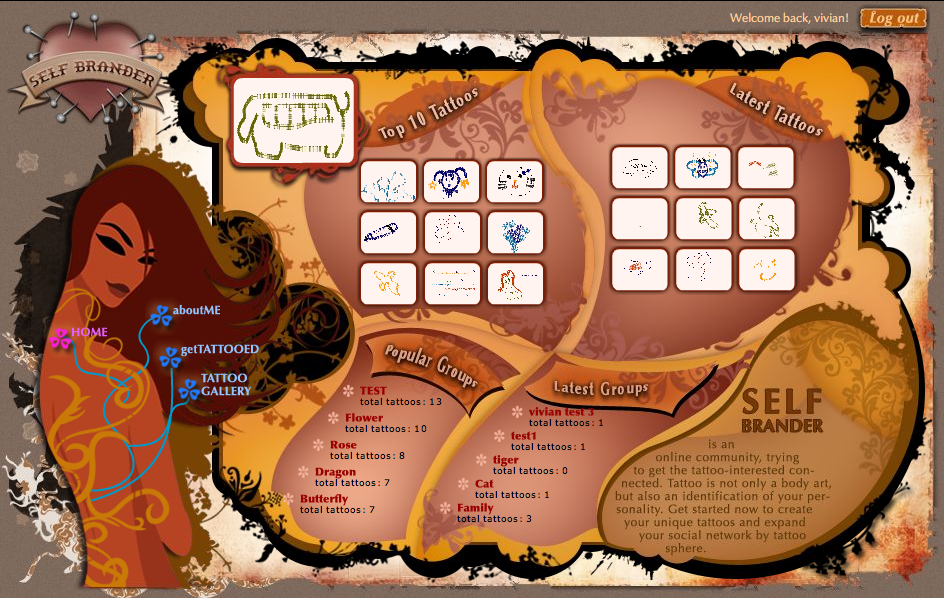 Welcome back, vivian!
Log out
SELF BRANDER
Top 10 Tattoos
Latest Tattoos
HOME
aboutME
getTATTOOED
TATTOO
GALLERY
Popular Groups
TEST
total tattoos: 13
Flower
total tattoos: 10
Rose
total tattoos: 8
Dragon
total tattoos: 7
Butterfly
total tattoos: 7
Latest Groups
vivian test 3
total tattoos: 1
test1
total tattoos: 1
tiger
total tattoos: 0
Cat
total tattoos: 1
Family
total tattoos: 3
SELF
BRANDER
is an
online community, trying
to get the tattoo-interested con-
nected. Tattoo is not only a body art,
but also an identification of your per-
sonality. Get started now to create
your unique tattoos and expand
your social network by tattoo
sphere.